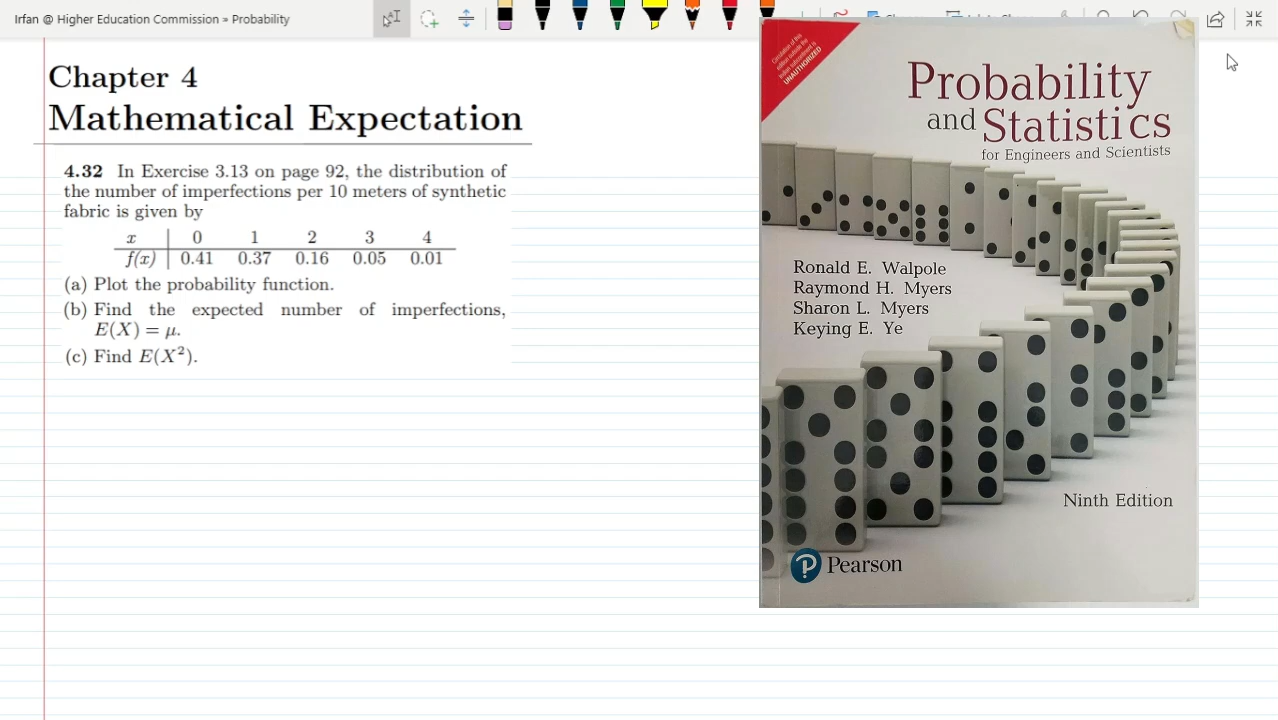 Irfan @ Higher Education Commission » Probability
Chapter 4
Mathematical Expectation
4.32 In Exercise 3.13 on page 92, the distribution of
the number of imperfections per 10 meters of synthetic
fabric is given by
x 0 1 2 3 4
f(x) 0.41 0.37 0.16 0.05 0.01
(a) Plot the probability function.
(b) Find the expected number of imperfections,
E(X) = μ.
(c) Find E(X²).
UNAUTHORIZED
Probability
and Statistics
for Engineers and Scientists
Ronald E. Walpole
Raymond H. Myers
Sharon L. Myers
Keying E. Ye
Ninth Edition
Pearson